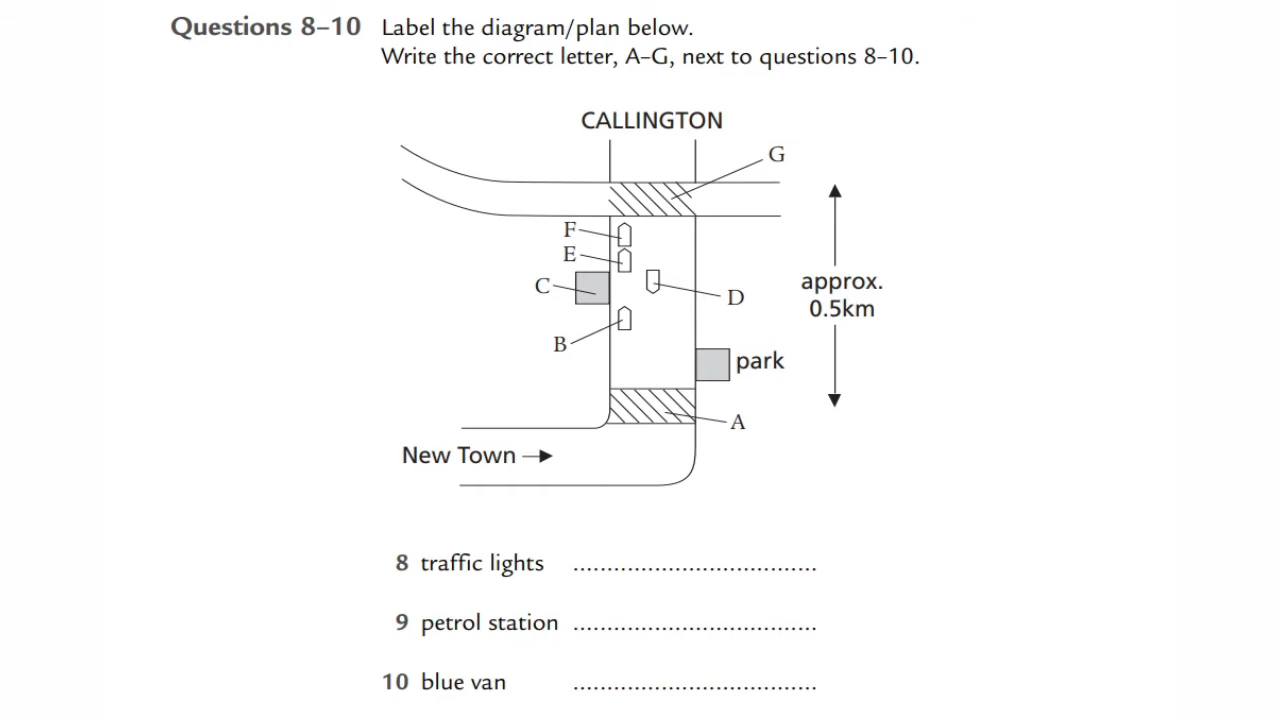 Questions 8–10 Label the diagram/plan below.
Write the correct letter, A–G, next to questions 8–10.
CALLINGTON
G
F
E
C
D
approx.
0.5km
B
park
A
New Town
8 traffic lights ....................................
9 petrol station ....................................
10 blue van ....................................